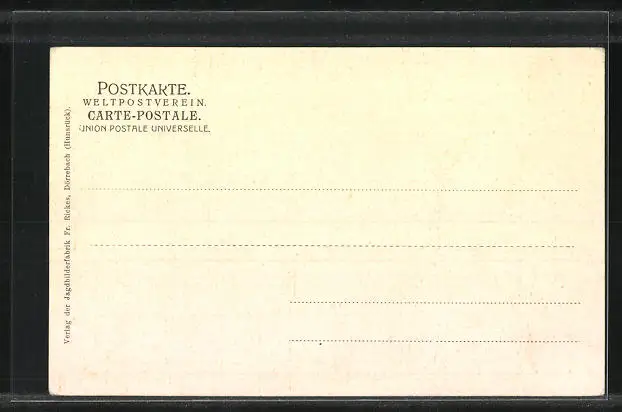 POSTKARTE.
WELTPOSTVEREIN.
CARTE-POSTALE.
UNION POSTALE UNIVERSELLE.
Verlag der Jagdbilderfabrik Fr. Rickes, Dörrebach (Hunsrück).